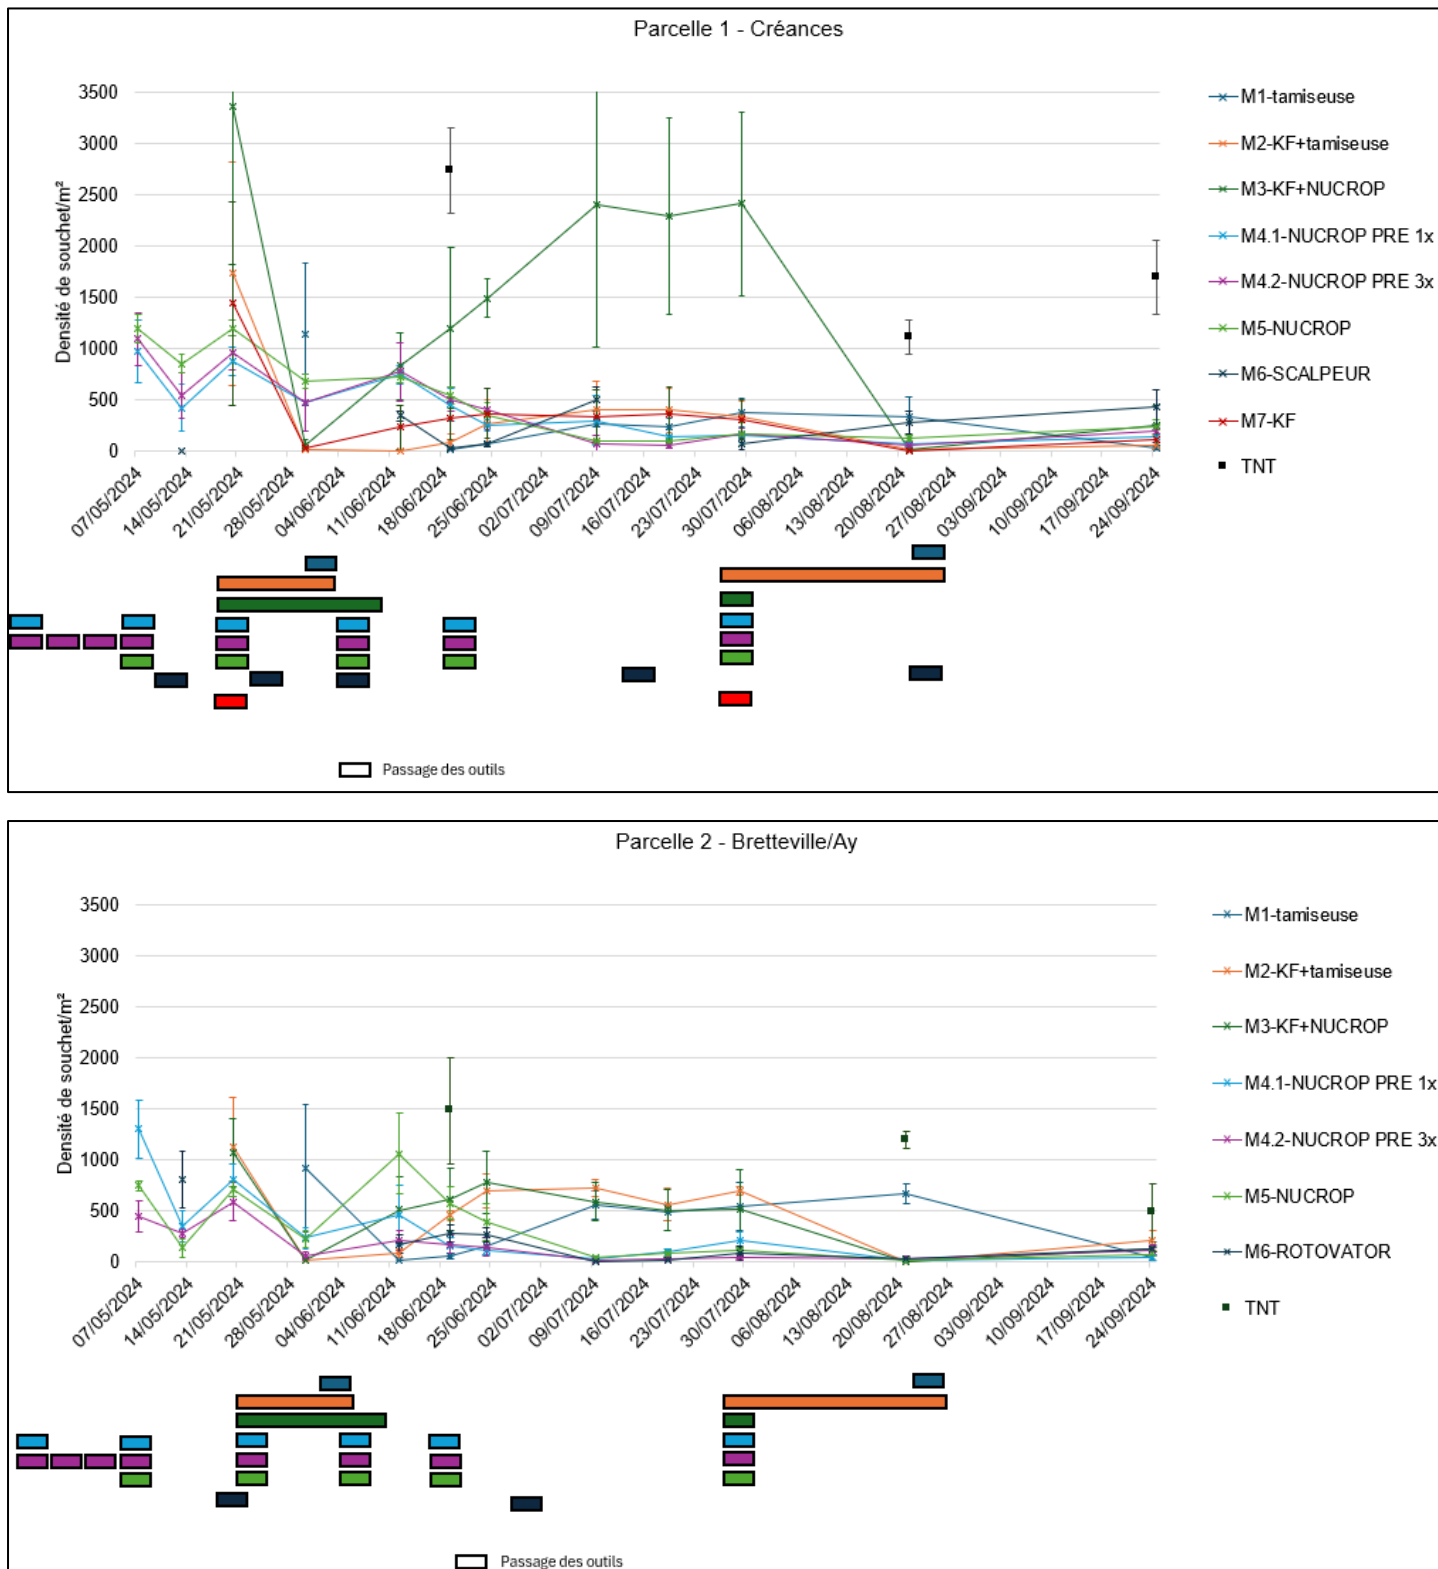 Parcelle 1 - Créances
Densité de souchet/m²
3500
3000
2500
2000
1500
1000
500
0
07/05/2024
14/05/2024
21/05/2024
28/05/2024
04/06/2024
11/06/2024
18/06/2024
25/06/2024
02/07/2024
09/07/2024
16/07/2024
23/07/2024
30/07/2024
06/08/2024
13/08/2024
20/08/2024
27/08/2024
03/09/2024
10/09/2024
17/09/2024
24/09/2024
M1-tamiseuse
M2-KF+tamiseuse
M3-KF+NUCROP
M4.1-NUCROP PRE 1x
M4.2-NUCROP PRE 3x
M5-NUCROP
M6-SCALPEUR
M7-KF
TNT
Passage des outils
Parcelle 2 - Bretteville/Ay
Densité de souchet/m²
3500
3000
2500
2000
1500
1000
500
0
07/05/2024
14/05/2024
21/05/2024
28/05/2024
04/06/2024
11/06/2024
18/06/2024
25/06/2024
02/07/2024
09/07/2024
16/07/2024
23/07/2024
30/07/2024
06/08/2024
13/08/2024
20/08/2024
27/08/2024
03/09/2024
10/09/2024
17/09/2024
24/09/2024
M1-tamiseuse
M2-KF+tamiseuse
M3-KF+NUCROP
M4.1-NUCROP PRE 1x
M4.2-NUCROP PRE 3x
M5-NUCROP
M6-ROTOVATOR
TNT
Passage des outils